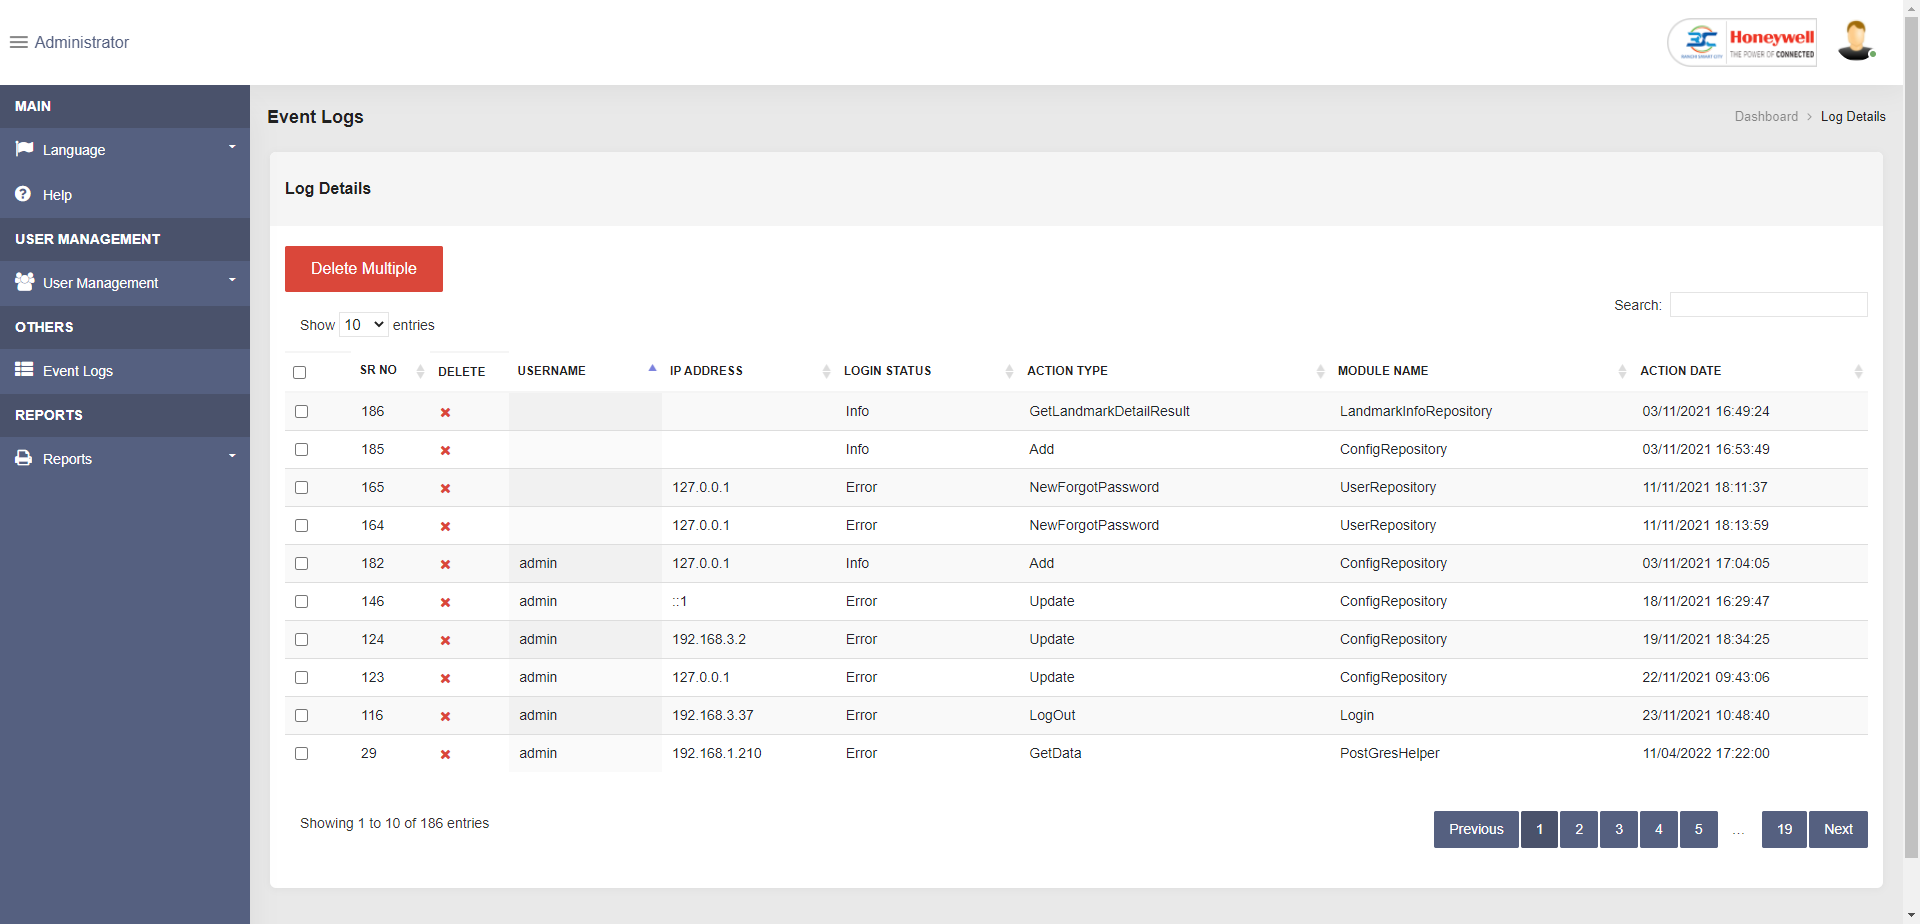 Administrator
Honeywell
THE POWER OF CONNECTED
MAIN
Language
Help
USER MANAGEMENT
User Management
OTHERS
Event Logs
REPORTS
Reports
Event Logs
Dashboard > Log Details
Log Details
Delete Multiple
Show 10 entries
Search:
SR NO DELETE USERNAME IP ADDRESS LOGIN STATUS ACTION TYPE MODULE NAME ACTION DATE
186 Info GetLandmarkDetailResult LandmarkInfoRepository 03/11/2021 16:49:24
185 Info Add ConfigRepository 03/11/2021 16:53:49
165 127.0.0.1 Error NewForgotPassword UserRepository 11/11/2021 18:11:37
164 127.0.0.1 Error NewForgotPassword UserRepository 11/11/2021 18:13:59
182 admin 127.0.0.1 Info Add ConfigRepository 03/11/2021 17:04:05
146 admin ::1 Error Update ConfigRepository 18/11/2021 16:29:47
124 admin 192.168.3.2 Error Update ConfigRepository 19/11/2021 18:34:25
123 admin 127.0.0.1 Error Update ConfigRepository 22/11/2021 09:43:06
116 admin 192.168.3.37 Error LogOut Login 23/11/2021 10:48:40
29 admin 192.168.1.210 Error GetData PostGresHelper 11/04/2022 17:22:00
Showing 1 to 10 of 186 entries
Previous 1 2 3 4 5 ... 19 Next